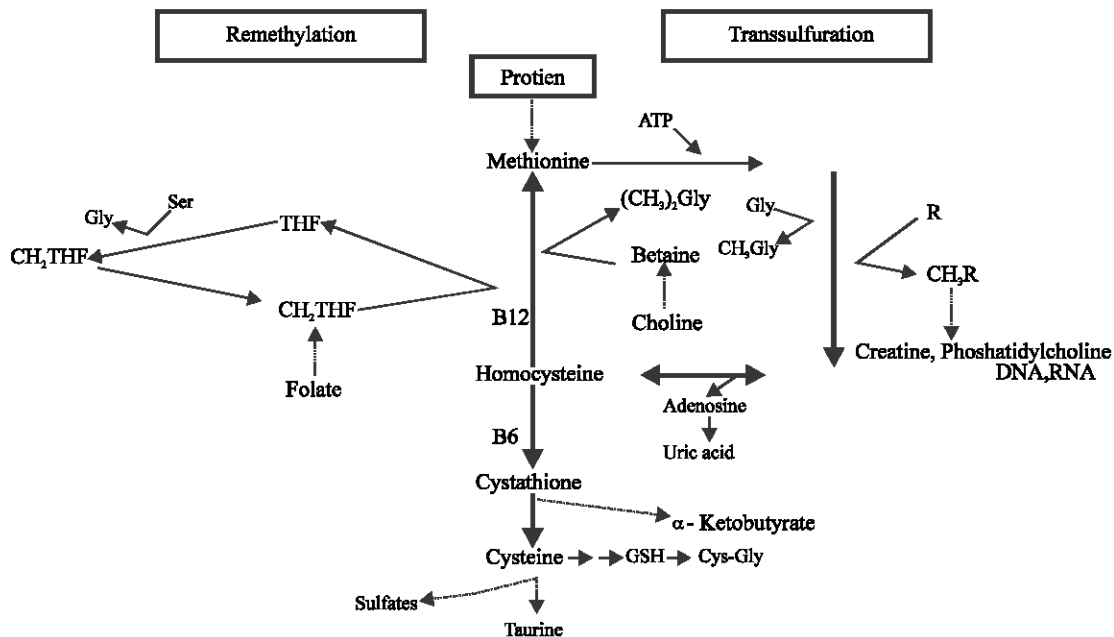 Remethylation
Transsulfuration
Protien
ATP
Methionine
(CH3)2Gly
Gly
Ser
Gly
R
THF
CH2THF
Betaine
CH3Gly
CH3R
CH2THF
B12
Choline
Creatine, Phoshatidylcholine
DNA,RNA
Folate
Homocysteine
Adenosine
B6
Uric acid
Cystathione
α - Ketobutyrate
Cysteine
GSH
Cys-Gly
Sulfates
Taurine